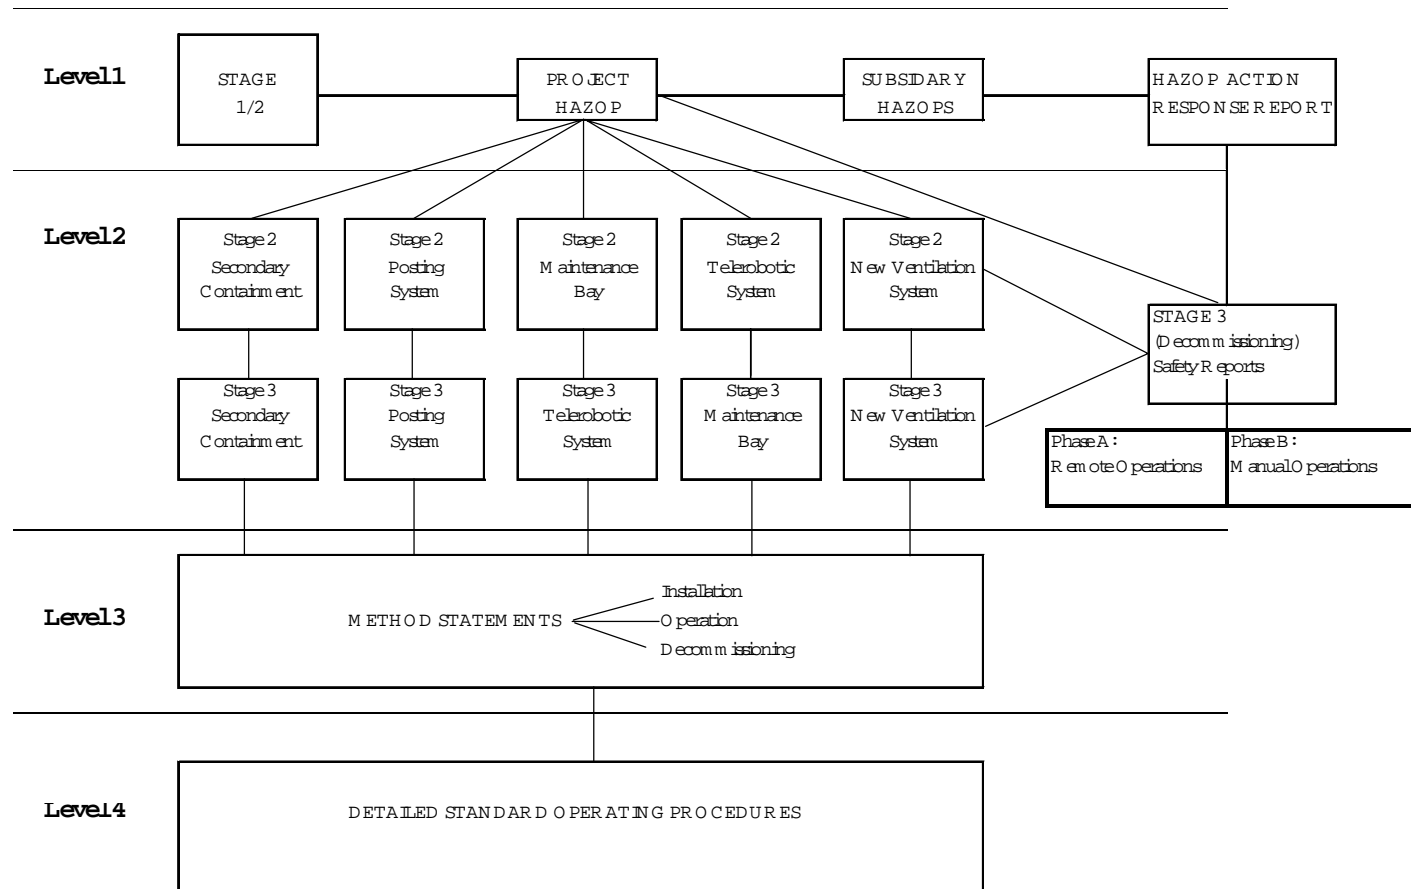 Level1
STAGE
1/2
PROJECT
HAZOP
SUBSIDARY
HAZOPS
HAZOP ACTION
RESPONSE REPORT
Level2
Stage 2
Secondary
Containment
Stage 2
Posting
System
Stage 2
Maintenance
Bay
Stage 2
Telerobotic
System
Stage 2
New Ventilation
System
STAGE 3
(Decommissioning)
Safety Reports
Stage 3
Secondary
Containment
Stage 3
Posting
System
Stage 3
Telerobotic
System
Stage 3
Maintenance
Bay
Stage 3
New Ventilation
System
Phase A:
Remote Operations
Phase B:
Manual Operations
Level3
METHOD STATEMENTS
Installation
Operation
Decommissioning
Level4
DETAILED STANDARD OPERATING PROCEDURES